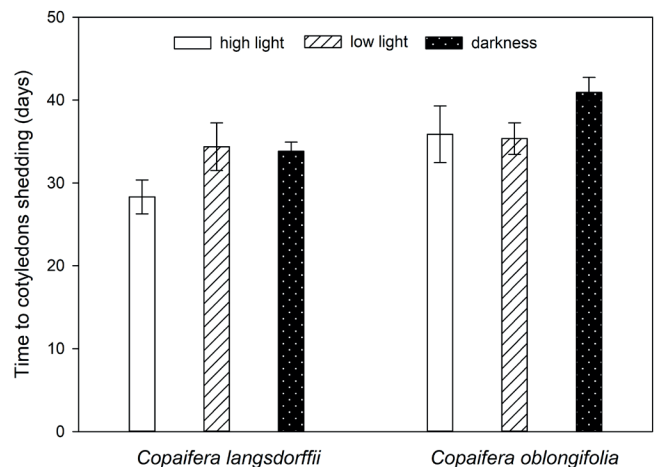 50
high light low light darkness
40
30
20
10
0
Time to cotyledons shedding (days)
Copaifera langsdorffii Copaifera oblongifolia